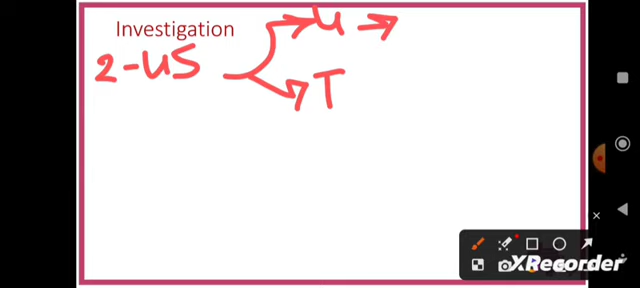 Investigation
2-US
U
T
XRecorder